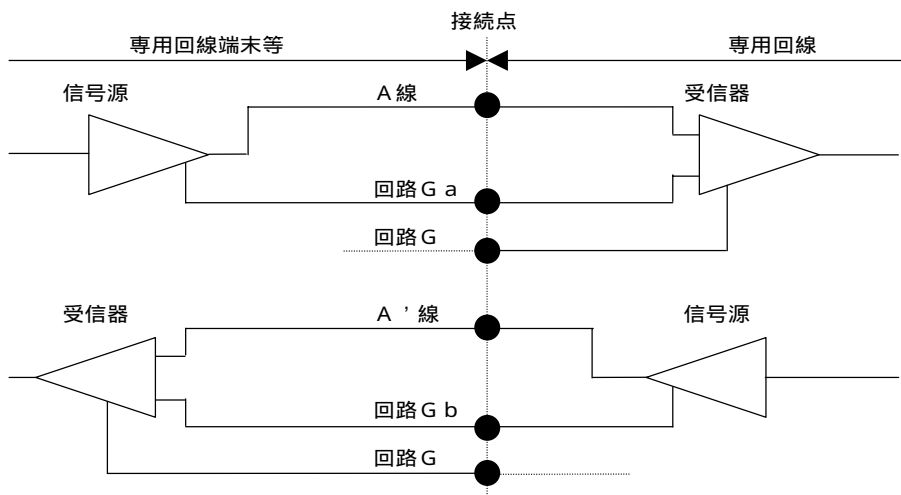 接続点
専用回線端末等
専用回線
信号源
A線
受信器
回路Ga
回路G
受信器
A'線
信号源
回路Gb
回路G